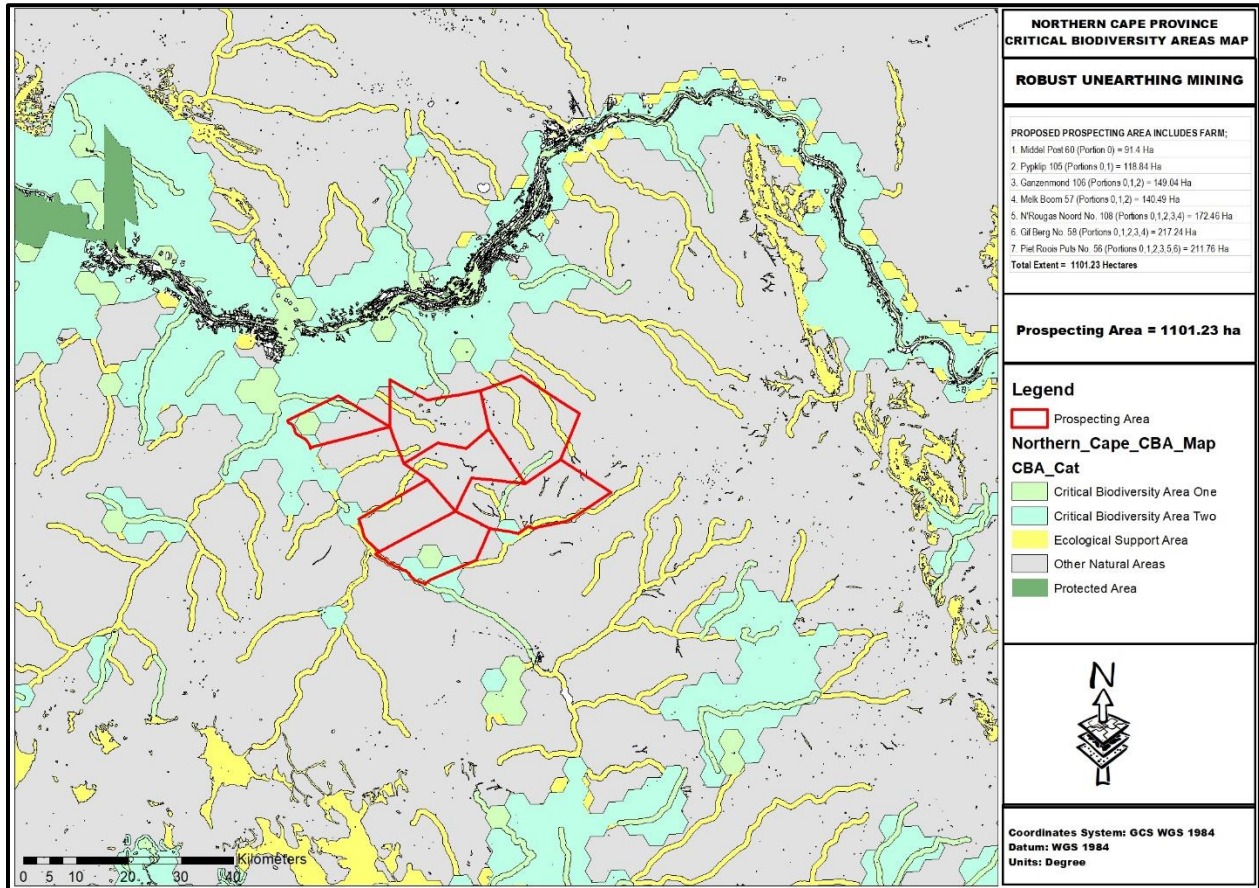 NORTHERN CAPE PROVINCE
CRITICAL BIODIVERSITY AREAS MAP
ROBUST UNEARTHING MINING
PROPOSED PROSPECTING AREA INCLUDES FARM;
1. Middel Post 60 (Portion 0) = 91.4 Ha
2. Pypklip 105 (Portions 0,1) = 118.84 Ha
3. Ganzenmond 106 (Portions 0,1,2) = 149.04 Ha
4. Melk Boom 57 (Portions 0,1,2) = 140.49 Ha
5. N'Rougas Noord No. 108 (Portions 0,1,2,3,4) = 172.46 Ha
6. Gif Berg No. 58 (Portions 0,1,2,3,4) = 217.24 Ha
7. Piet Roois Puts No. 56 (Portions 0,1,2,3,5,6) = 211.76 Ha
Total Extent = 1101.23 Hectares
Prospecting Area = 1101.23 ha
Legend
Prospecting Area
Northern_Cape_CBA_Map
CBA_Cat
Critical Biodiversity Area One
Critical Biodiversity Area Two
Ecological Support Area
Other Natural Areas
Protected Area
N
Coordinates System: GCS WGS 1984
Datum: WGS 1984
Units: Degree
Kilometers
0 5 10 20 30 40